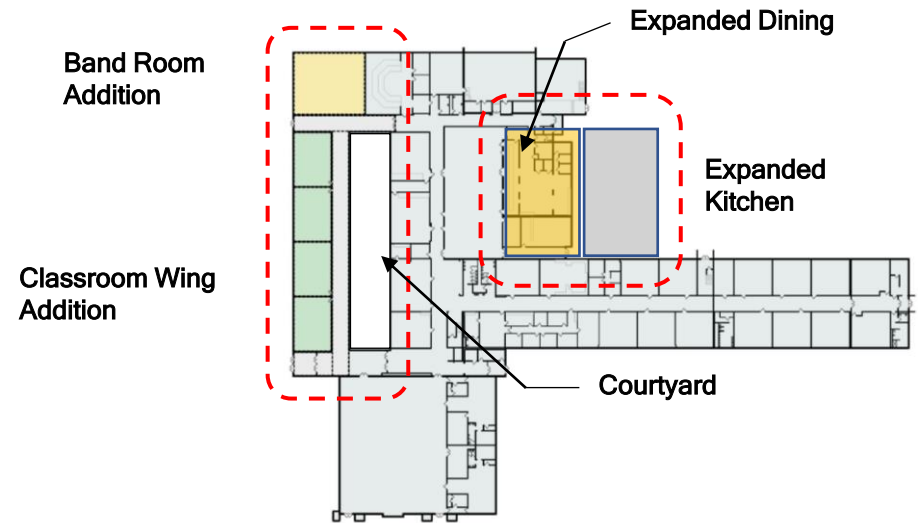 Expanded Dining
Band Room
Addition
Expanded
Kitchen
Classroom Wing
Addition
Courtyard